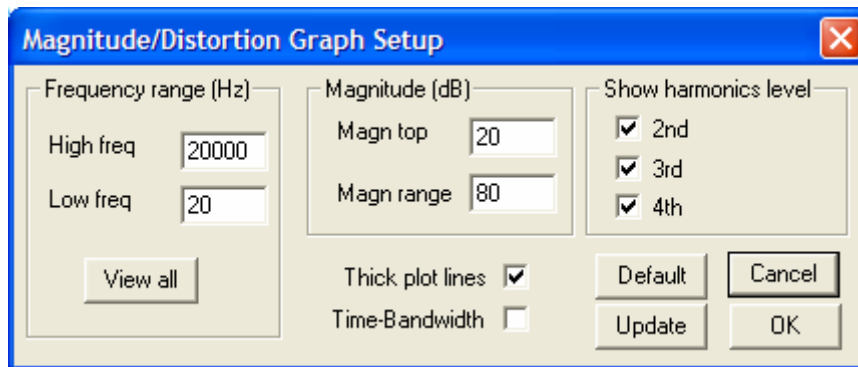 Magnitude/Distortion Graph Setup
Frequency range (Hz)
High freq 20000
Low freq 20
View all
Magnitude (dB)
Magn top 20
Magn range 80
Show harmonics level
2nd
3rd
4th
Thick plot lines
Time-Bandwidth
Default
Cancel
Update
OK